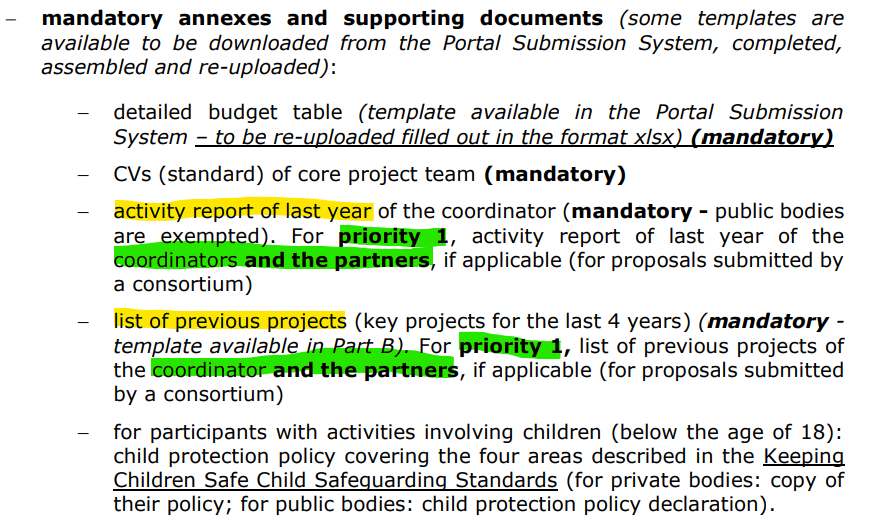 – mandatory annexes and supporting documents (some templates are
available to be downloaded from the Portal Submission System, completed,
assembled and re-uploaded):
– detailed budget table (template available in the Portal Submission
System – to be re-uploaded filled out in the format xlsx) (mandatory)
– CVs (standard) of core project team (mandatory)
– activity report of last year of the coordinator (mandatory - public bodies
are exempted). For priority 1, activity report of last year of the
coordinators and the partners, if applicable (for proposals submitted by
a consortium)
– list of previous projects (key projects for the last 4 years) (mandatory -
template available in Part B). For priority 1, list of previous projects of
the coordinator and the partners, if applicable (for proposals submitted
by a consortium)
– for participants with activities involving children (below the age of 18):
child protection policy covering the four areas described in the Keeping
Children Safe Child Safeguarding Standards (for private bodies: copy of
their policy; for public bodies: child protection policy declaration).